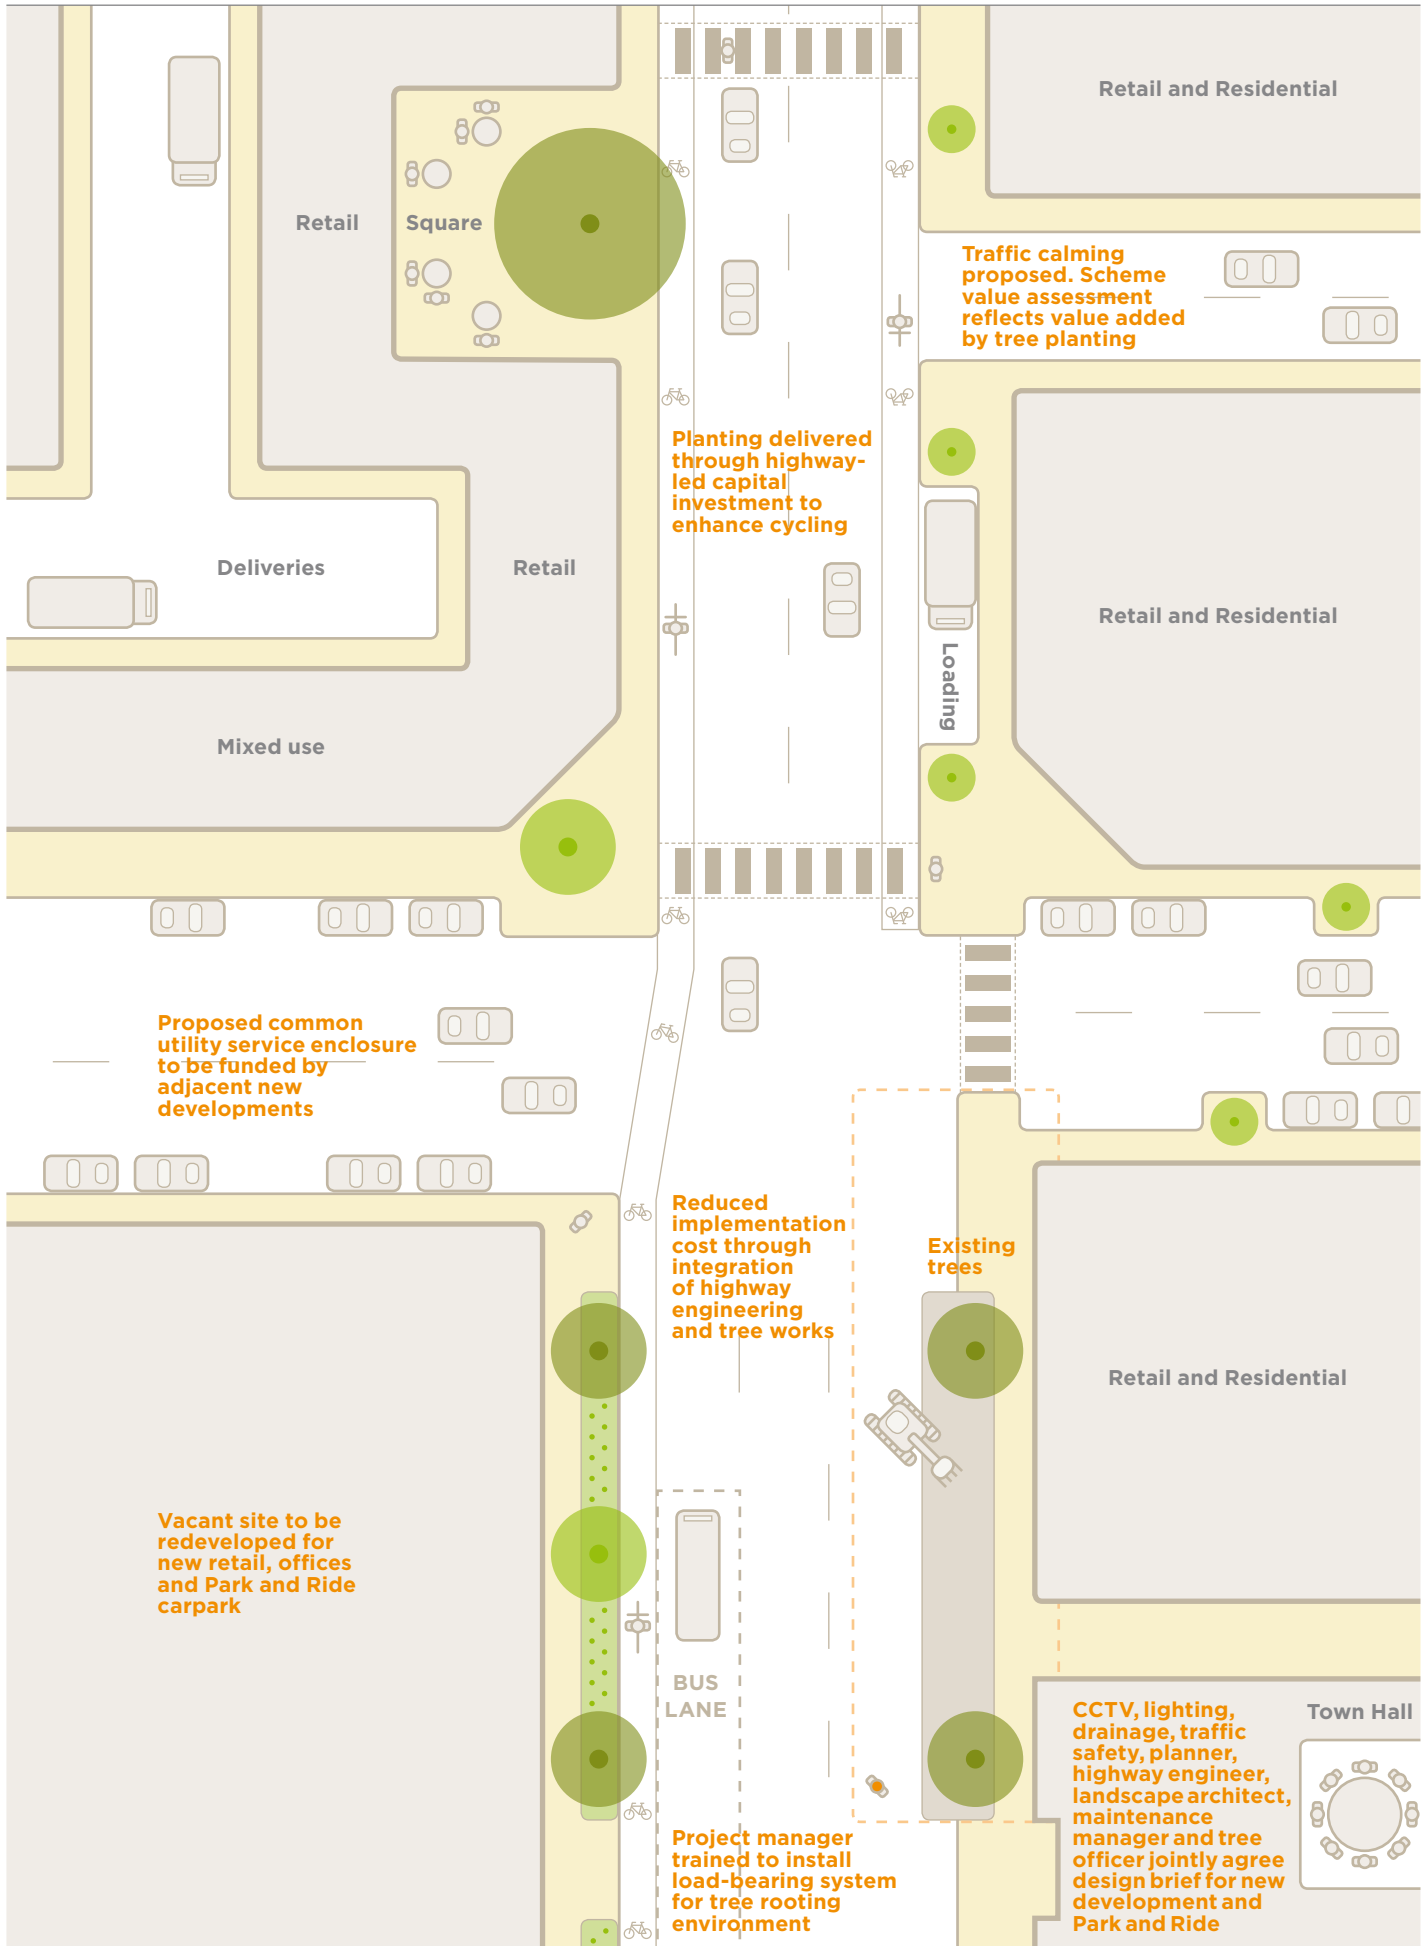 Retail and Residential
Retail
Square
Traffic calming
proposed. Scheme
value assessment
reflects value added
by tree planting
Planting delivered
through highway-
led capital
investment to
enhance cycling
Deliveries
Retail
Retail and Residential
Loading
Mixed use
Proposed common
utility service enclosure
to be funded by
adjacent new
developments
Reduced
implementation
cost through
integration
of highway
engineering
and tree works
Existing
trees
Retail and Residential
Vacant site to be
redeveloped for
new retail, offices
and Park and Ride
carpark
BUS
LANE
CCTV, lighting,
drainage, traffic
safety, planner,
highway engineer,
landscape architect,
maintenance
manager and tree
officer jointly agree
design brief for new
development and
Park and Ride
Town Hall
Project manager
trained to install
load-bearing system
for tree rooting
environment